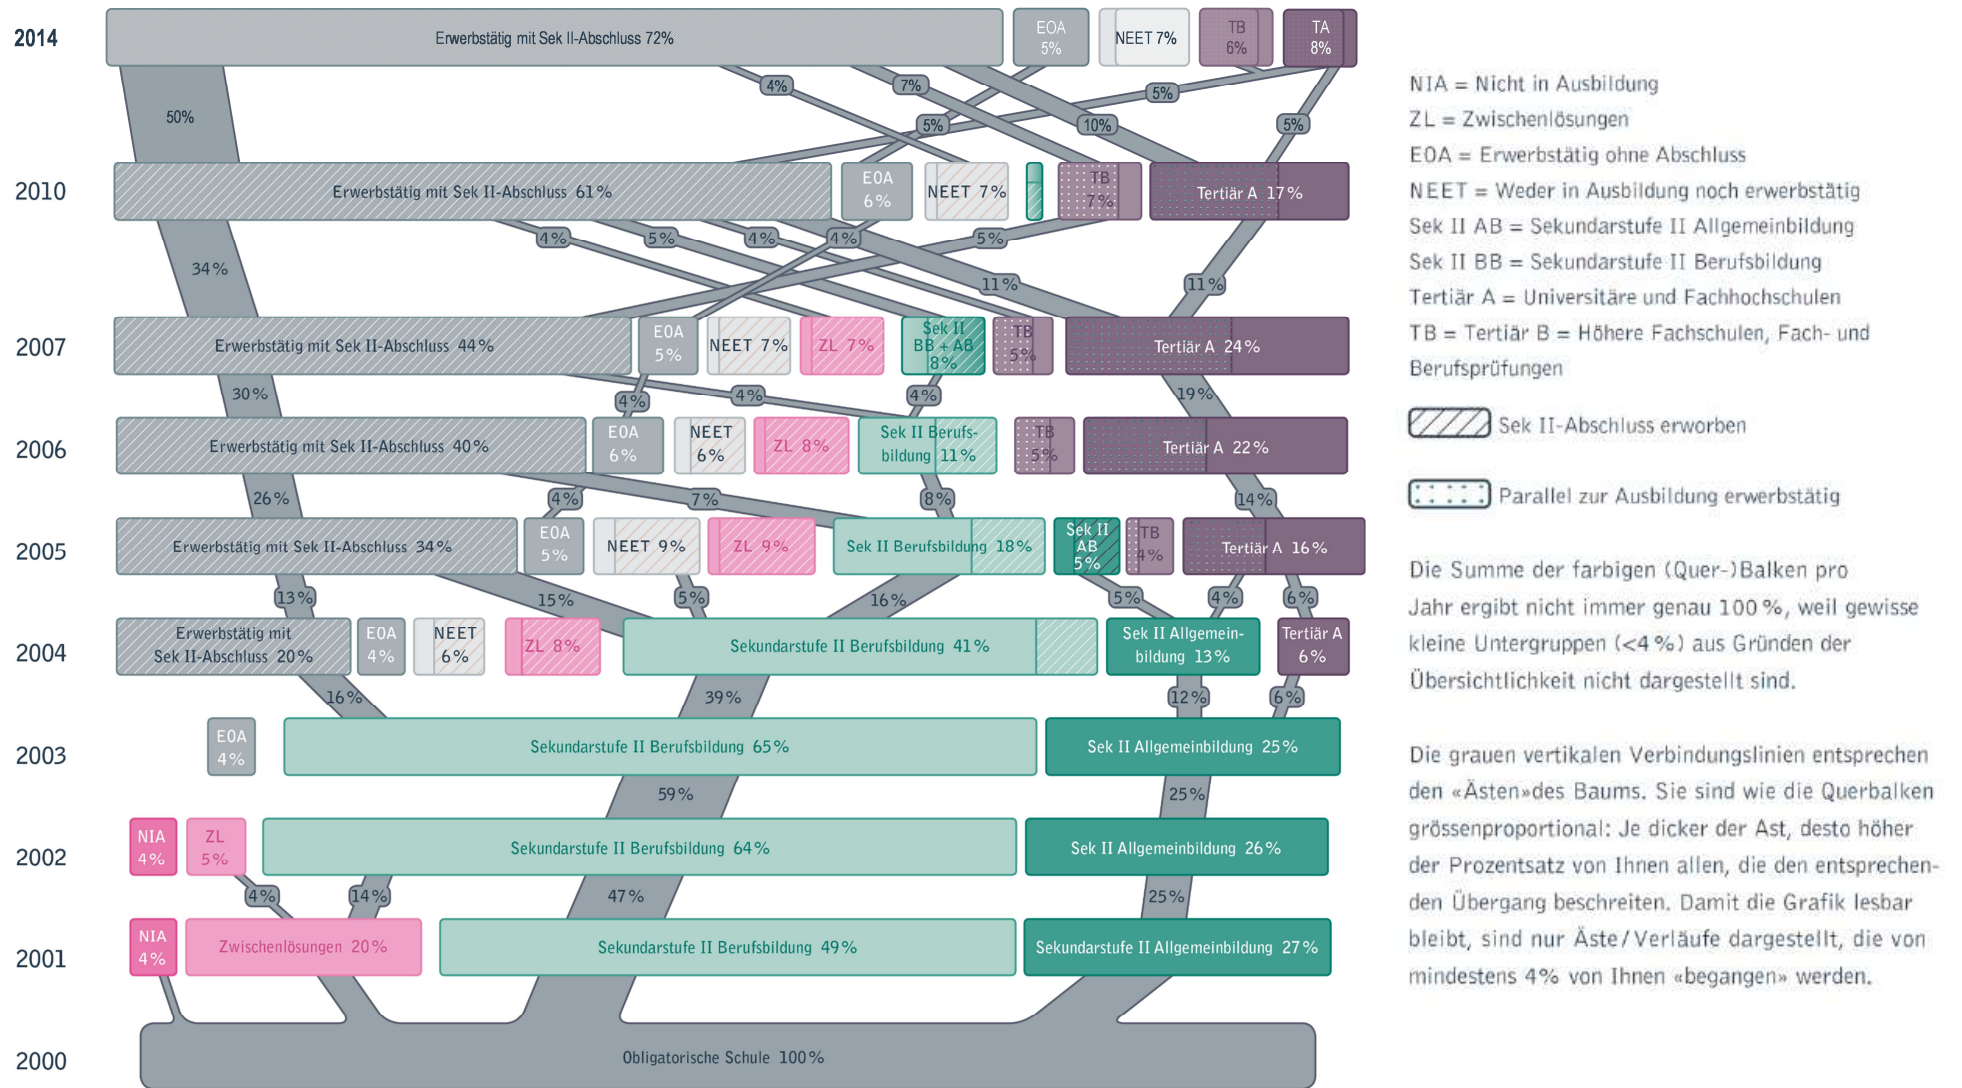 2014
Erwerbstätig mit Sek II-Abschluss 72%
EOA
5%
NEET 7%
TB
6%
TA
8%
50%
4%
7%
5%
5%
10%
5%
2010
Erwerbstätig mit Sek II-Abschluss 61%
EOA
6%
NEET 7%
TB
7%
Tertiär A 17%
34%
4%
5%
4%
4%
5%
11%
11%
2007
Erwerbstätig mit Sek II-Abschluss 44%
EOA
5%
NEET 7%
ZL 7%
Sek II
BB + AB
8%
TB
5%
Tertiär A 24%
30%
4%
4%
4%
19%
2006
Erwerbstätig mit Sek II-Abschluss 40%
EOA
6%
NEET
6%
ZL 8%
Sek II Berufs-
bildung 11%
TB
5%
Tertiär A 22%
26%
4%
7%
8%
14%
2005
Erwerbstätig mit Sek II-Abschluss 34%
EOA
5%
NEET 9%
ZL 9%
Sek II Berufsbildung 18%
Sek II
AB
5%
TB
4%
Tertiär A 16%
13%
15%
5%
16%
5%
4%
6%
2004
Erwerbstätig mit
Sek II-Abschluss 20%
EOA
4%
NEET
6%
ZL 8%
Sekundarstufe II Berufsbildung 41%
Sek II Allgemein-
bildung 13%
Tertiär A
6%
16%
39%
12%
6%
2003
EOA
4%
Sekundarstufe II Berufsbildung 65%
Sek II Allgemeinbildung 25%
59%
25%
2002
NIA
4%
ZL
5%
Sekundarstufe II Berufsbildung 64%
Sek II Allgemeinbildung 26%
4%
14%
47%
25%
2001
NIA
4%
Zwischenlösungen 20%
Sekundarstufe II Berufsbildung 49%
Sekundarstufe II Allgemeinbildung 27%
2000
Obligatorische Schule 100%
NIA = Nicht in Ausbildung
ZL = Zwischenlösungen
EOA = Erwerbstätig ohne Abschluss
NEET = Weder in Ausbildung noch erwerbstätig
Sek II AB = Sekundarstufe II Allgemeinbildung
Sek II BB = Sekundarstufe II Berufsbildung
Tertiär A = Universitäre und Fachhochschulen
TB = Tertiär B = Höhere Fachschulen, Fach- und
Berufsprüfungen
Sek II-Abschluss erworben
Parallel zur Ausbildung erwerbstätig
Die Summe der farbigen (Quer-)Balken pro
Jahr ergibt nicht immer genau 100%, weil gewisse
kleine Untergruppen (<4%) aus Gründen der
Übersichtlichkeit nicht dargestellt sind.
Die grauen vertikalen Verbindungslinien entsprechen
den «Ästen»des Baums. Sie sind wie die Querbalken
grössenproportional: Je dicker der Ast, desto höher
der Prozentsatz von Ihnen allen, die den entsprechen-
den Übergang beschreiten. Damit die Grafik lesbar
bleibt, sind nur Äste/Verläufe dargestellt, die von
mindestens 4% von Ihnen «begangen» werden.